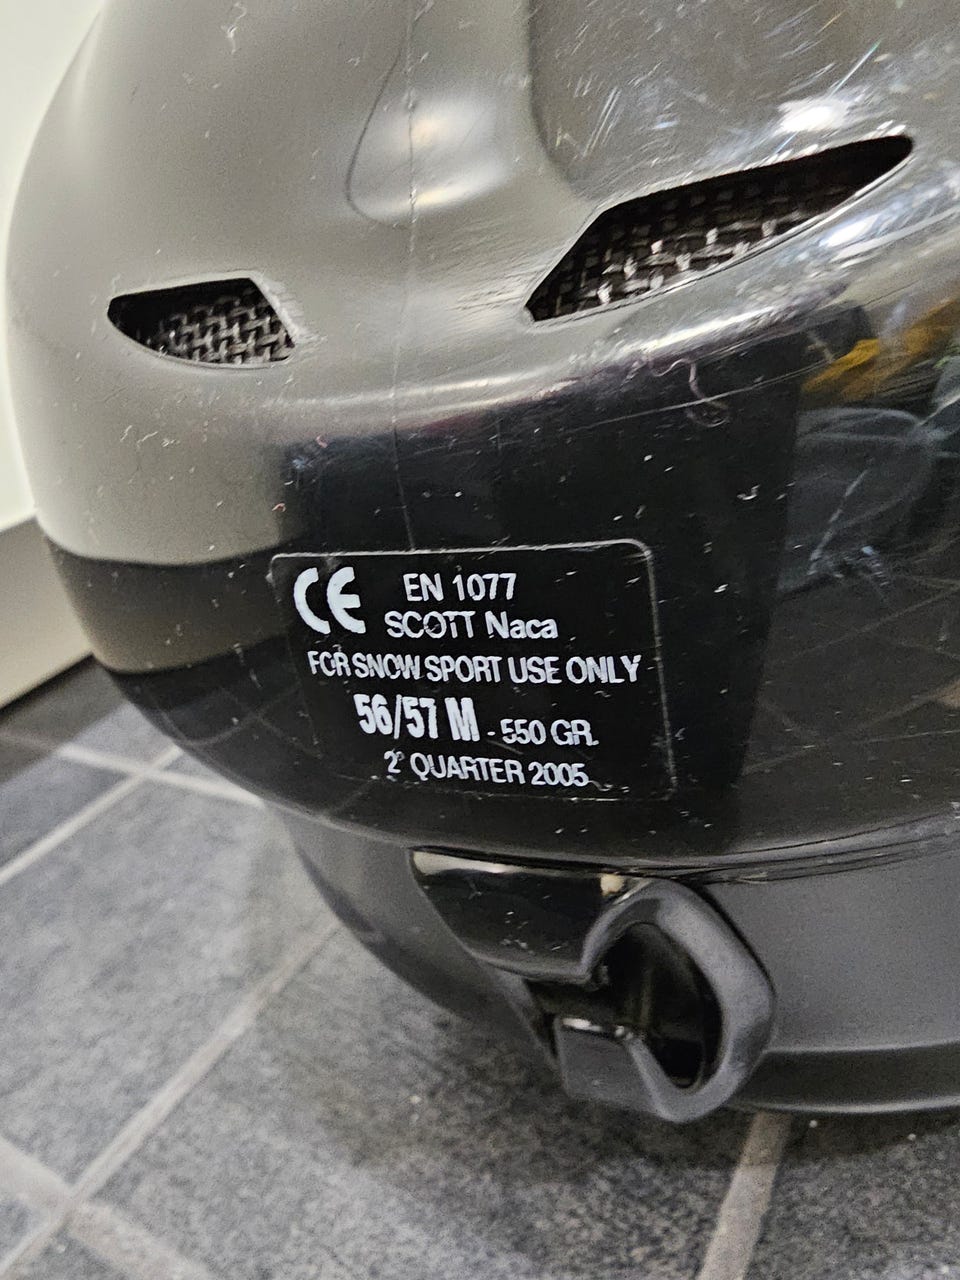 CE EN 1077
SCOTT Naca
FOR SNOW SPORT USE ONLY
56/57 M - 550 GR.
2° QUARTER 2005